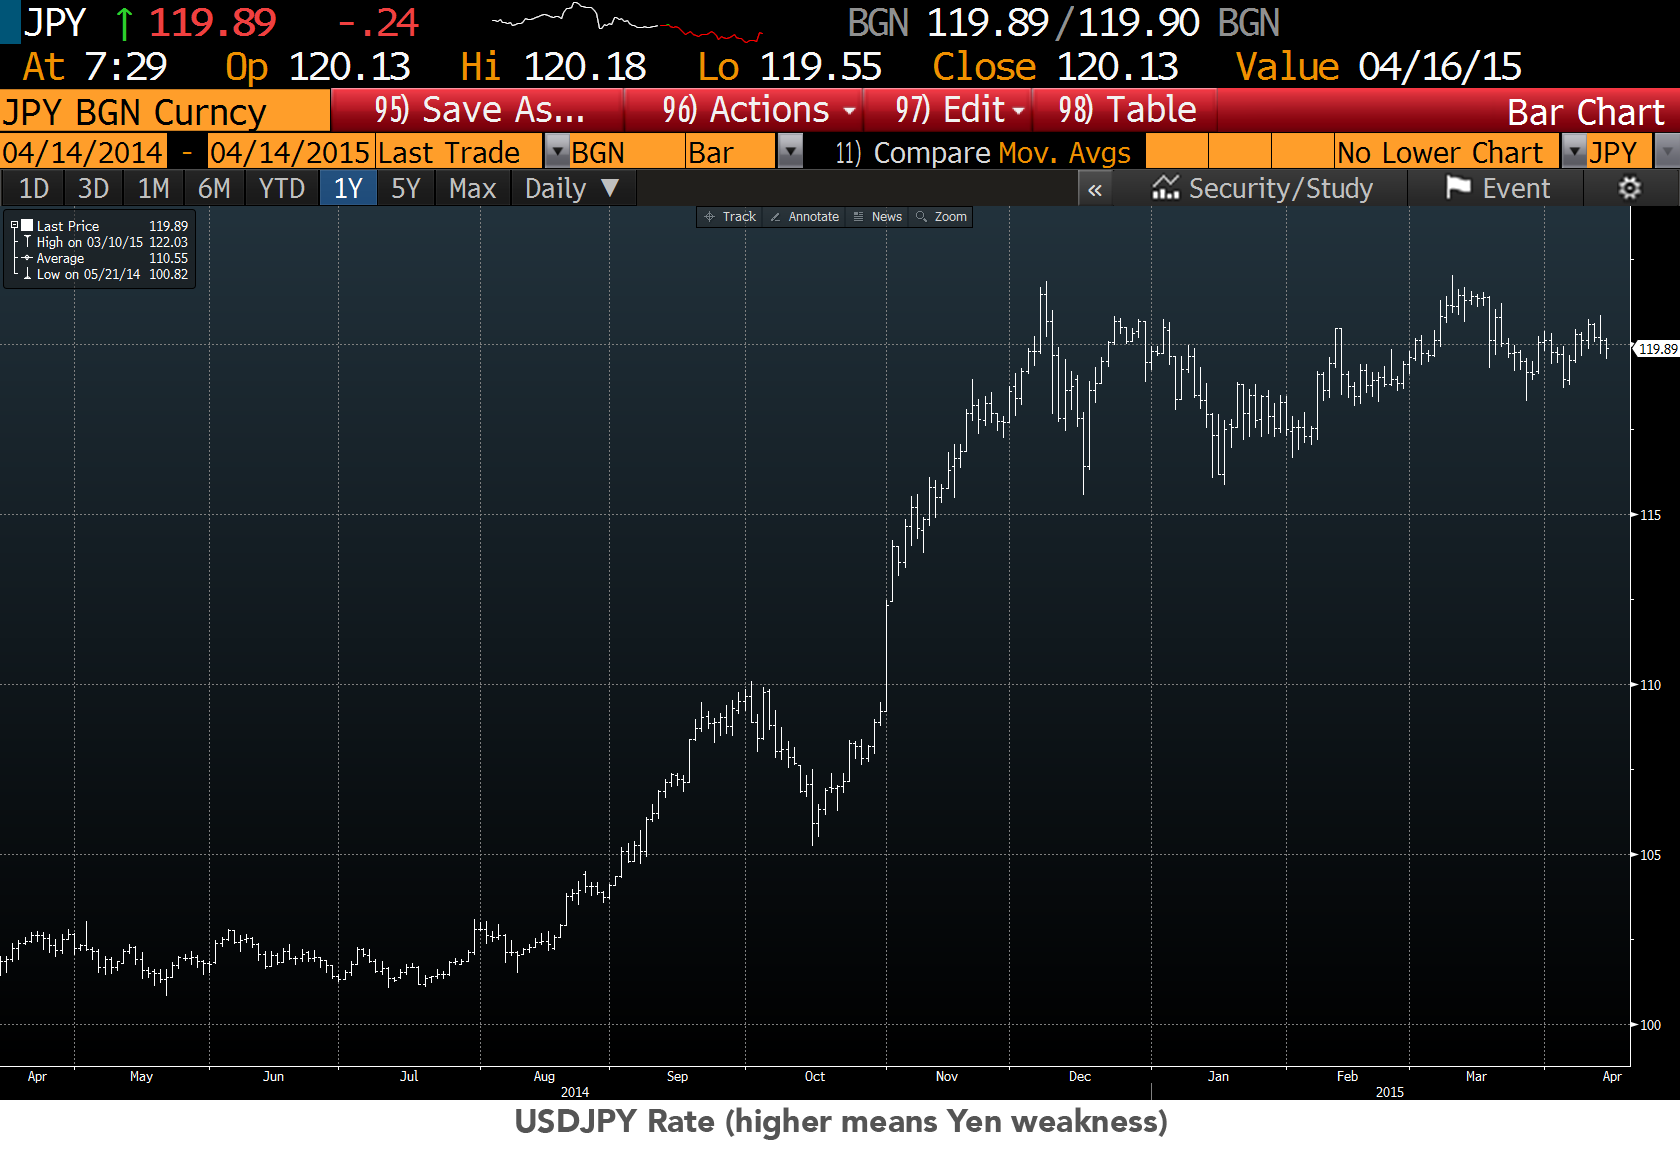 JPY ↑ 119.89 -.24 BGN 119.89/119.90 BGN
At 7:29 Op 120.13 Hi 120.18 Lo 119.55 Close 120.13 Value 04/16/15
JPY BGN Curncy 95) Save As... 96) Actions 97) Edit 98) Table Bar Chart
04/14/2014 - 04/14/2015 Last Trade BGN Bar 11) Compare Mov. Avgs No Lower Chart JPY
1D 3D 1M 6M YTD 1Y 5Y Max Daily ▼ « Security/Study Event
Track Annotate News Zoom
Last Price 119.89
High on 03/10/15 122.03
Average 110.55
Low on 05/21/14 100.82
119.89
115
110
105
100
Apr May Jun Jul Aug Sep Oct Nov Dec Jan Feb Mar Apr
2014 2015
USDJPY Rate (higher means Yen weakness)